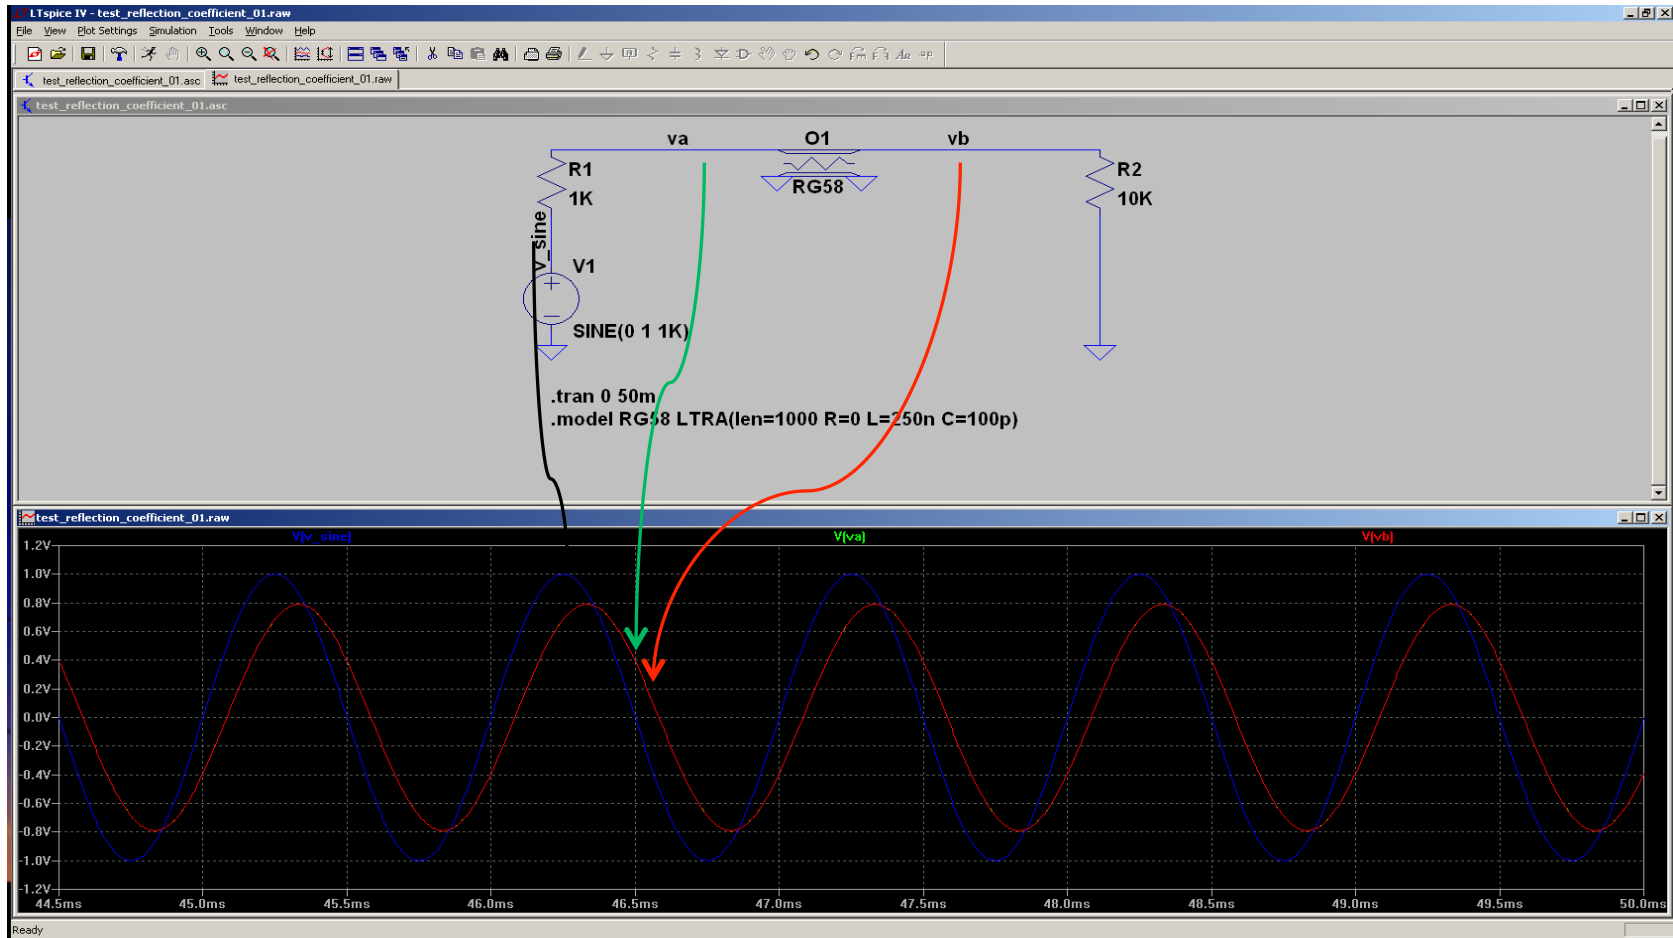 LTspice IV - test_reflection_coefficient_01.raw
File View Plot Settings Simulation Tools Window Help
test_reflection_coefficient_01.asc test_reflection_coefficient_01.raw
test_reflection_coefficient_01.asc
va O1 vb
R1 R2
RG58
1K 10K
v_sine
V1
SINE(0 1 1K)
.tran 0 50m
.model RG58 LTRA(len=1000 R=0 L=250n C=100p)
test_reflection_coefficient_01.raw
V(v_sine) V(va) V(vb)
1.2V
1.0V
0.8V
0.6V
0.4V
0.2V
0.0V
-0.2V
-0.4V
-0.6V
-0.8V
-1.0V
-1.2V
44.5ms 45.0ms 45.5ms 46.0ms 46.5ms 47.0ms 47.5ms 48.0ms 48.5ms 49.0ms 49.5ms 50.0ms
Ready